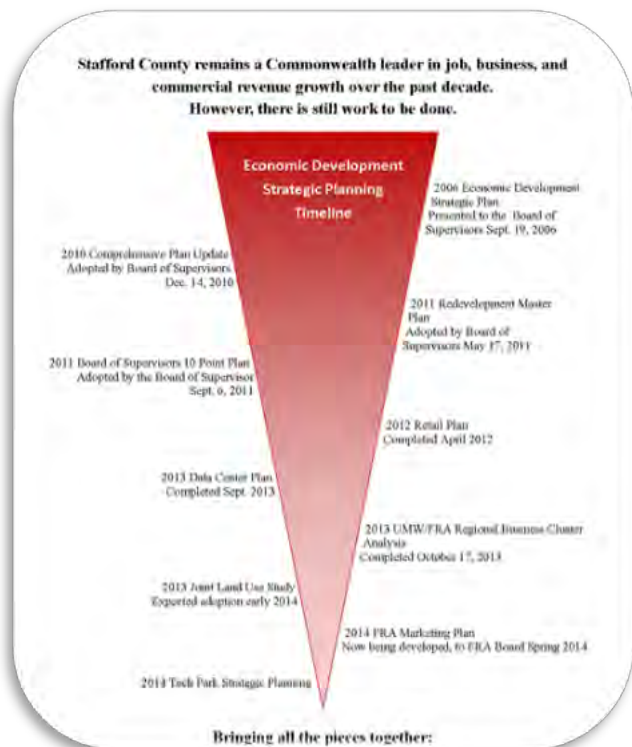 Stafford County remains a Commonwealth leader in job, business, and
commercial revenue growth over the past decade.
However, there is still work to be done.
Economic Development
Strategic Planning
Timeline
2006 Economic Development
Strategic Plan
Presented to the Board of
Supervisors Sept. 19, 2006
2010 Comprehensive Plan Update
Adopted by Board of Supervisors
Dec. 14, 2010
2011 Redevelopment Master
Plan
Adopted by Board of
Supervisors May 17, 2011
2011 Board of Supervisors 10 Point Plan
Adopted by the Board of Supervisor
Sept. 6, 2011
2012 Retail Plan
Completed April 2012
2013 Data Center Plan
Completed Sept. 2013
2013 UMW/FRA Regional Business Cluster
Analysis
Completed October 17, 2013
2013 Joint Land Use Study
Expected adoption early 2014
2014 FRA Marketing Plan
Now being developed, to FRA Board Spring 2014
2014 Tech Park Strategic Planning
Bringing all the pieces together: